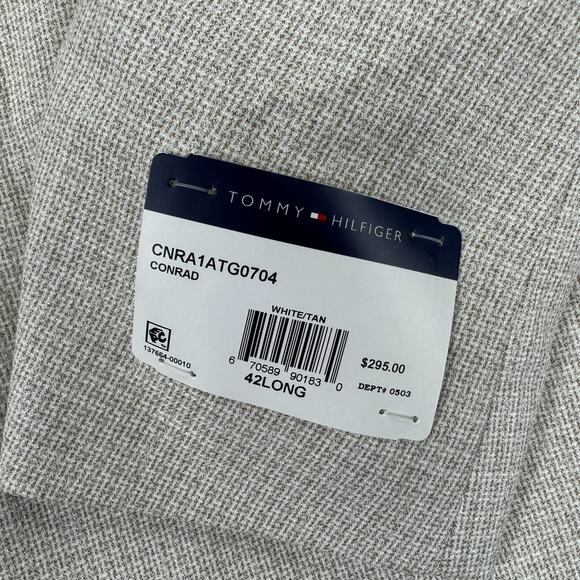 TOMMY HILFIGER
CNRA1ATG0704
CONRAD
WHITE/TAN
137664-00010
6 70589 90183 0
$295.00
42LONG
DEPT# 0503